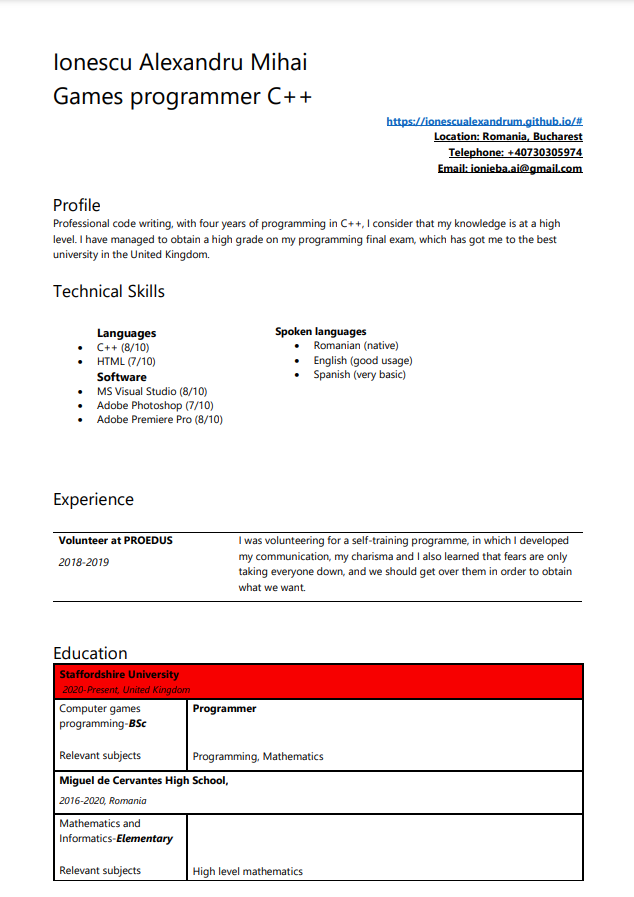 Ionescu Alexandru Mihai
Games programmer C++
https://ionescualexandrum.github.io/#
Location: Romania, Bucharest
Telephone: +40730305974
Email: ionieba.ai@gmail.com
Profile
Professional code writing, with four years of programming in C++, I consider that my knowledge is at a high
level. I have managed to obtain a high grade on my programming final exam, which has got me to the best
university in the United Kingdom.
Technical Skills
Languages
• C++ (8/10)
• HTML (7/10)
Software
• MS Visual Studio (8/10)
• Adobe Photoshop (7/10)
• Adobe Premiere Pro (8/10)
Spoken languages
• Romanian (native)
• English (good usage)
• Spanish (very basic)
Experience
Volunteer at PROEDUS
2018-2019
I was volunteering for a self-training programme, in which I developed
my communication, my charisma and I also learned that fears are only
taking everyone down, and we should get over them in order to obtain
what we want.
Education
Staffordshire University
2020-Present, United Kingdom
Computer games
programming-BSc
Programmer
Relevant subjects
Programming, Mathematics
Miguel de Cervantes High School,
2016-2020, Romania
Mathematics and
Informatics-Elementary
Relevant subjects
High level mathematics